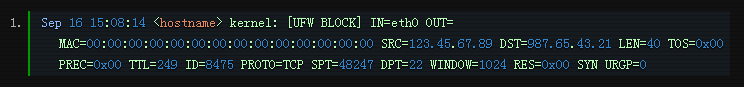 1. Sep 16 15:08:14 <hostname> kernel: [UFW BLOCK] IN=eth0 OUT=
MAC=00:00:00:00:00:00:00:00:00:00:00:00:00:00 SRC=123.45.67.89 DST=987.65.43.21 LEN=40 TOS=0x00
PREC=0x00 TTL=249 ID=8475 PROTO=TCP SPT=48247 DPT=22 WINDOW=1024 RES=0x00 SYN URGP=0